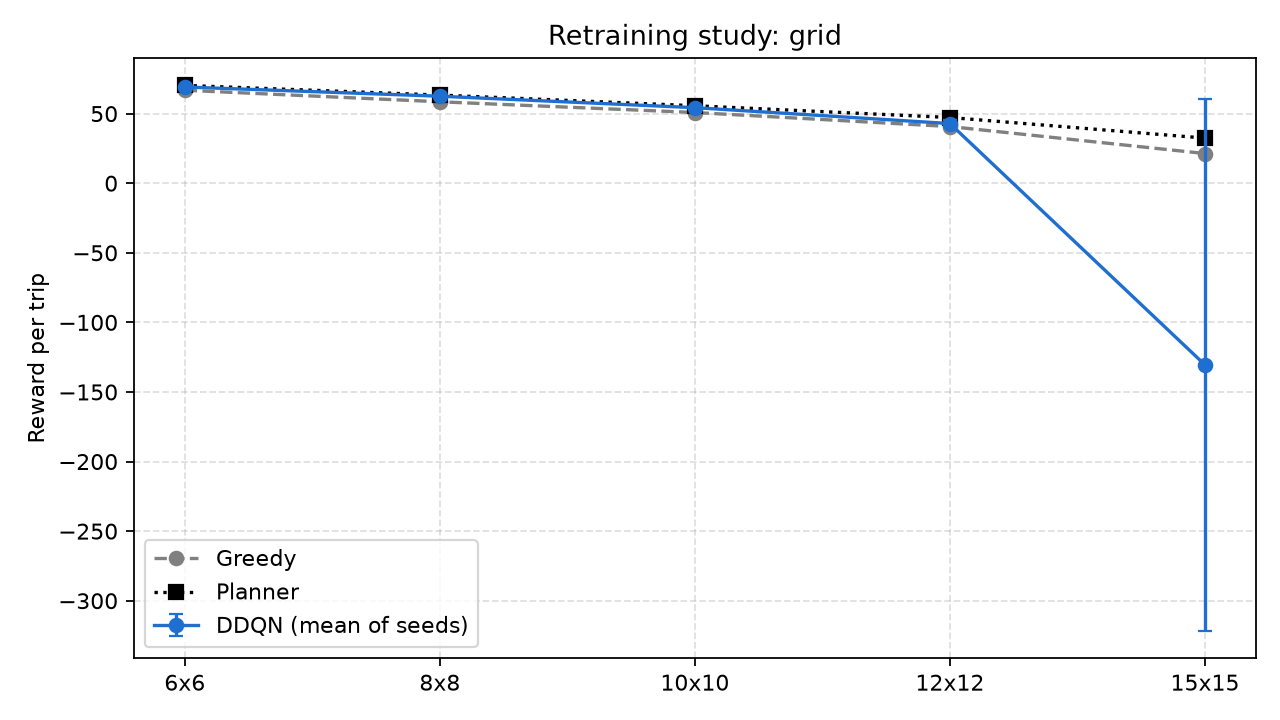 Retraining study: grid
Reward per trip
50
0
−50
−100
−150
−200
−250
−300
Greedy
Planner
DDQN (mean of seeds)
6x6
8x8
10x10
12x12
15x15